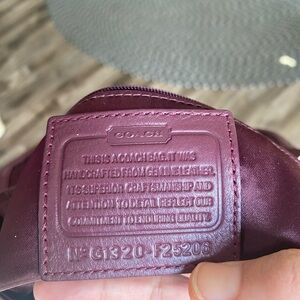 COACH
THIS IS A COACH BAG. IT WAS
HANDCRAFTED FROM GENUINE LEATHER.
ITS SUPERIOR CRAFTSMANSHIP AND
ATTENTION TO DETAIL REFLECT OUR
COMMITMENT TO ENDURING QUALITY.
Nº G1320-F25206